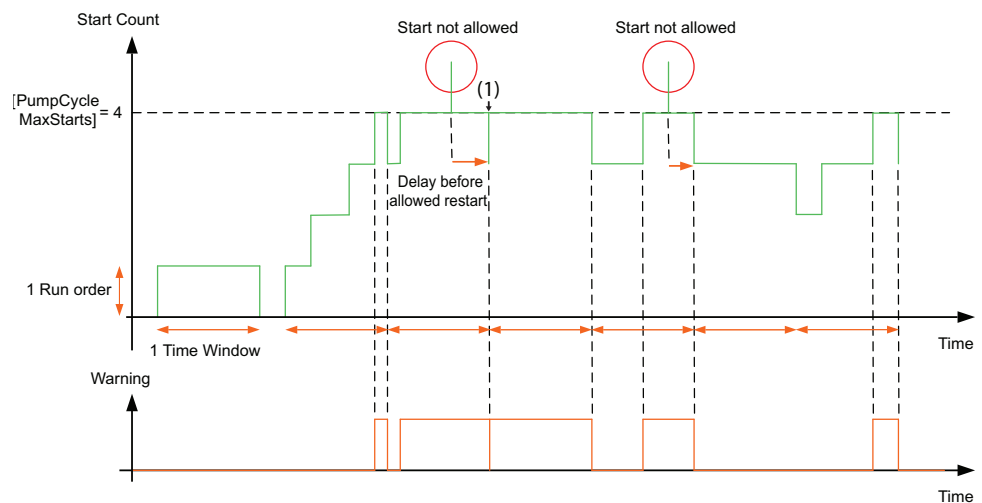 Start Count
Start not allowed
Start not allowed
(1)
[PumpCycle
MaxStarts]
= 4
Delay before
allowed restart
1 Run order
1 Time Window
Time
Warning
Time